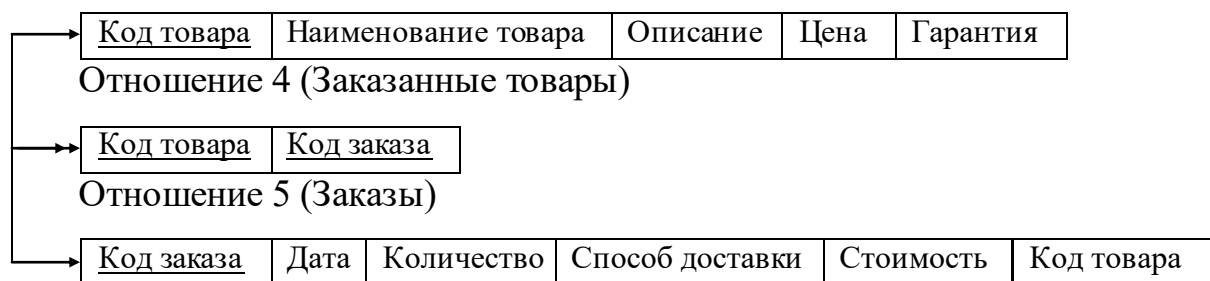 Код товара Наименование товара Описание Цена Гарантия
Отношение 4 (Заказанные товары)
Код товара Код заказа
Отношение 5 (Заказы)
Код заказа Дата Количество Способ доставки Стоимость Код товара